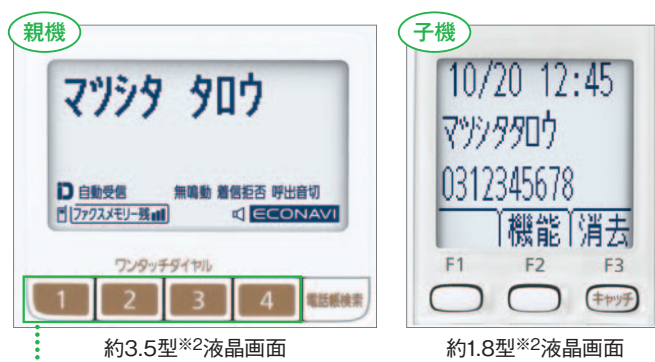 親機
マツシタ タロウ
D 自動受信 無鳴動 着信拒否 呼出音切
ファクスメモリー残 ECONAVI
ワンタッチダイヤル
1 2 3 4 電話帳検索
約3.5型※2液晶画面
子機
10/20 12:45
マツシタタロウ
0312345678
機能 消去
F1 F2 F3
キャッチ
約1.8型※2液晶画面